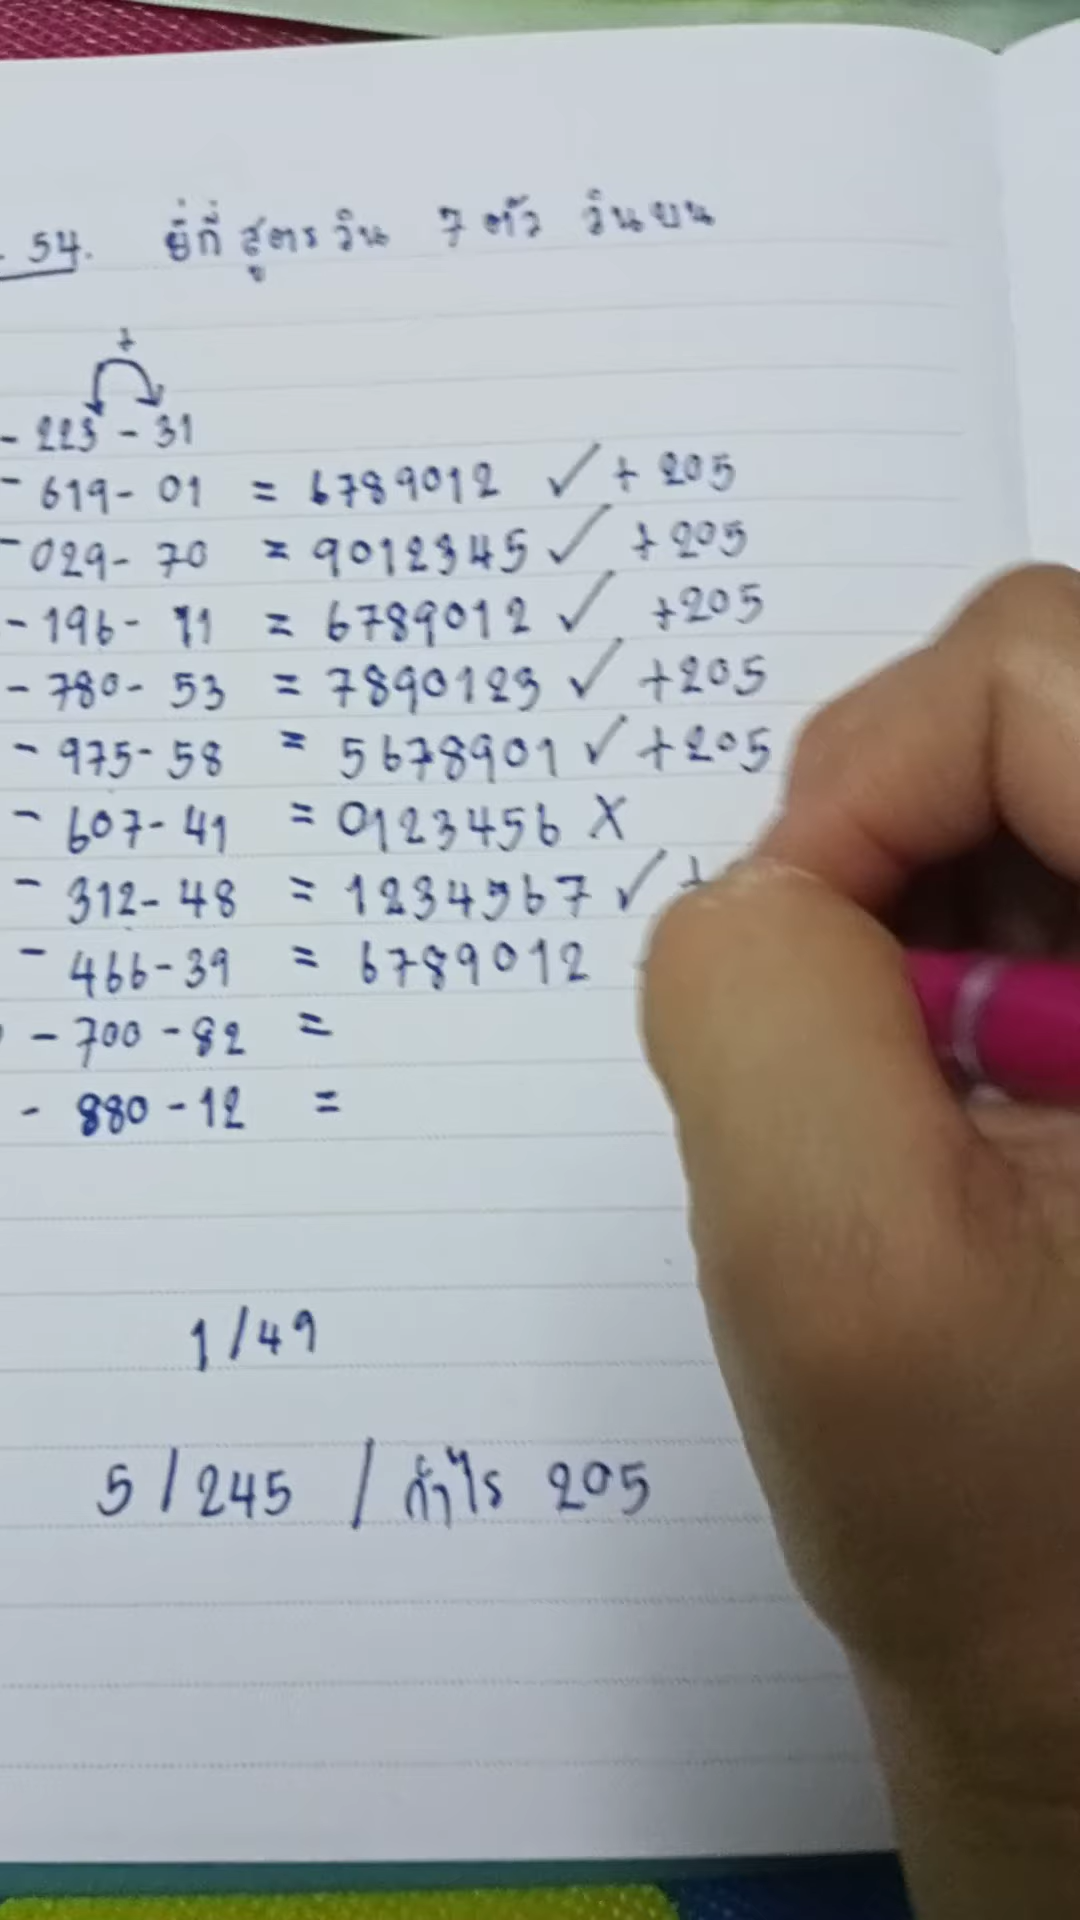 54. ยี่กี่ สูตร วิน 7 ตัว วินบน
+
- 223 - 31
- 619 - 01 = 6789012 ✓ + 205
- 029 - 70 = 9012345 ✓ + 205
- 196 - 11 = 6789012 ✓ +205
- 780 - 53 = 7890123 ✓ +205
- 975 - 58 = 5678901 ✓ +205
- 607 - 41 = 0123456 X
- 312 - 48 = 1234567 ✓ +
- 466 - 39 = 6789012
- 700 - 82 =
- 880 - 12 =
1 / 49
5 / 245 / กำไร 205